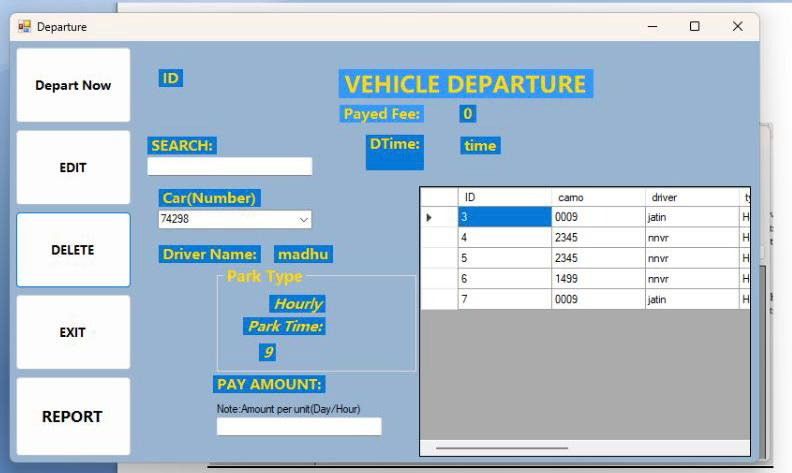 Departure
Depart Now
EDIT
DELETE
EXIT
REPORT
ID
VEHICLE DEPARTURE
Payed Fee: 0
DTime: time
SEARCH:
Car(Number)
74298
Driver Name: madhu
Park Type
Hourly
Park Time:
9
PAY AMOUNT:
Note:Amount per unit(Day/Hour)
ID carno driver
3 0009 jatin H
4 2345 nnvr H
5 2345 nnvr H
6 1499 nnvr H
7 0009 jatin H